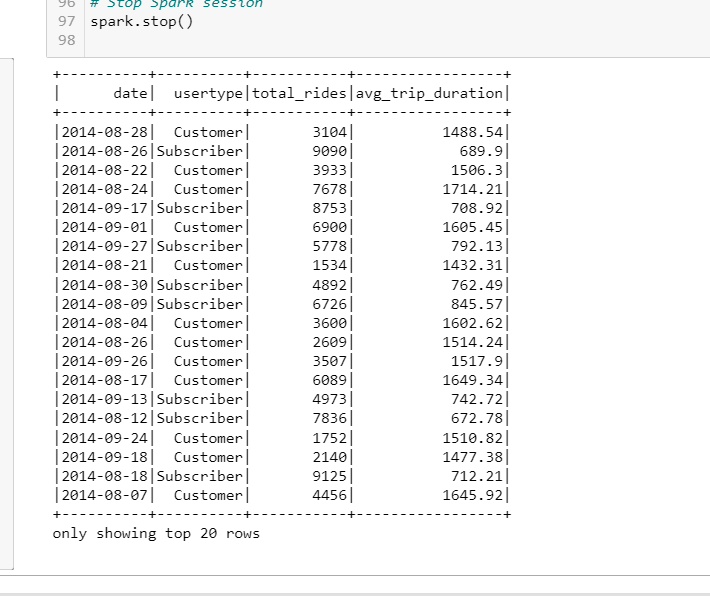 96 # Stop Spark session
97 spark.stop()
98
+----------+----------+-----------+-----------------+
|      date|  usertype|total_rides|avg_trip_duration|
+----------+----------+-----------+-----------------+
|2014-08-28|  Customer|       3104|          1488.54|
|2014-08-26|Subscriber|       9090|            689.9|
|2014-08-22|  Customer|       3933|           1506.3|
|2014-08-24|  Customer|       7678|          1714.21|
|2014-09-17|Subscriber|       8753|           708.92|
|2014-09-01|  Customer|       6900|          1605.45|
|2014-09-27|Subscriber|       5778|           792.13|
|2014-08-21|  Customer|       1534|          1432.31|
|2014-08-30|Subscriber|       4892|           762.49|
|2014-08-09|Subscriber|       6726|           845.57|
|2014-08-04|  Customer|       3600|          1602.62|
|2014-08-26|  Customer|       2609|          1514.24|
|2014-09-26|  Customer|       3507|           1517.9|
|2014-08-17|  Customer|       6089|          1649.34|
|2014-09-13|Subscriber|       4973|           742.72|
|2014-08-12|Subscriber|       7836|           672.78|
|2014-09-24|  Customer|       1752|          1510.82|
|2014-09-18|  Customer|       2140|          1477.38|
|2014-08-18|Subscriber|       9125|           712.21|
|2014-08-07|  Customer|       4456|          1645.92|
+----------+----------+-----------+-----------------+
only showing top 20 rows